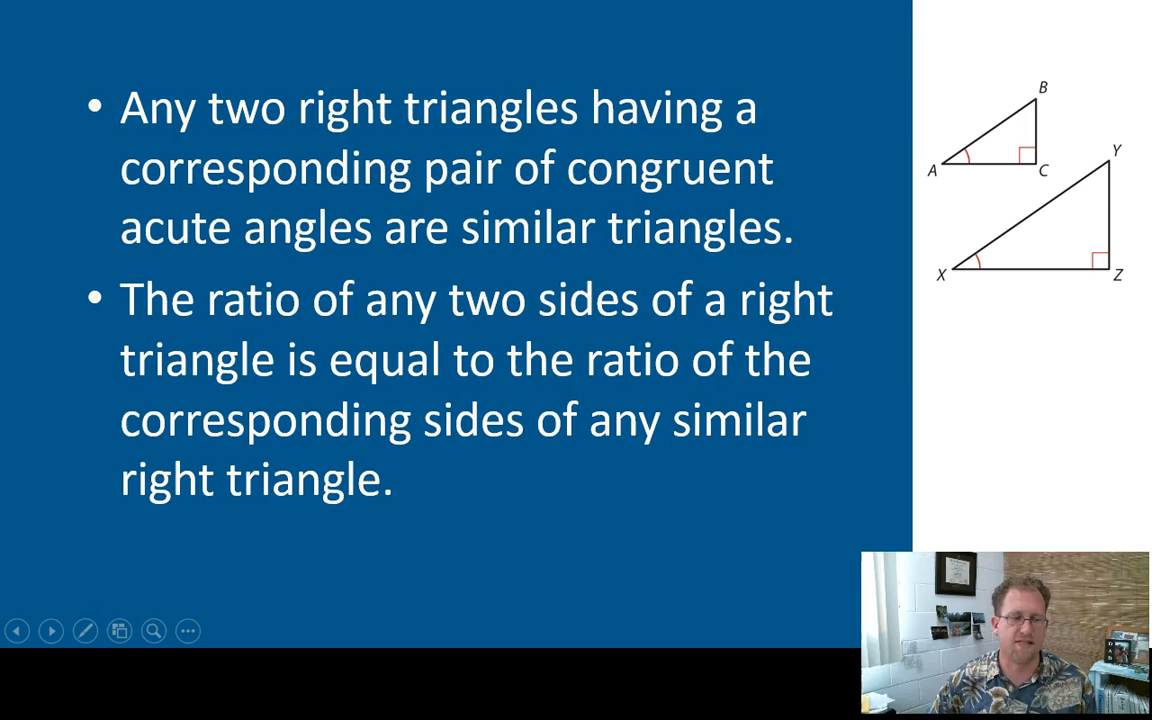 • Any two right triangles having a
corresponding pair of congruent
acute angles are similar triangles.
• The ratio of any two sides of a right
triangle is equal to the ratio of the
corresponding sides of any similar
right triangle.
B
A
C
Y
X
Z